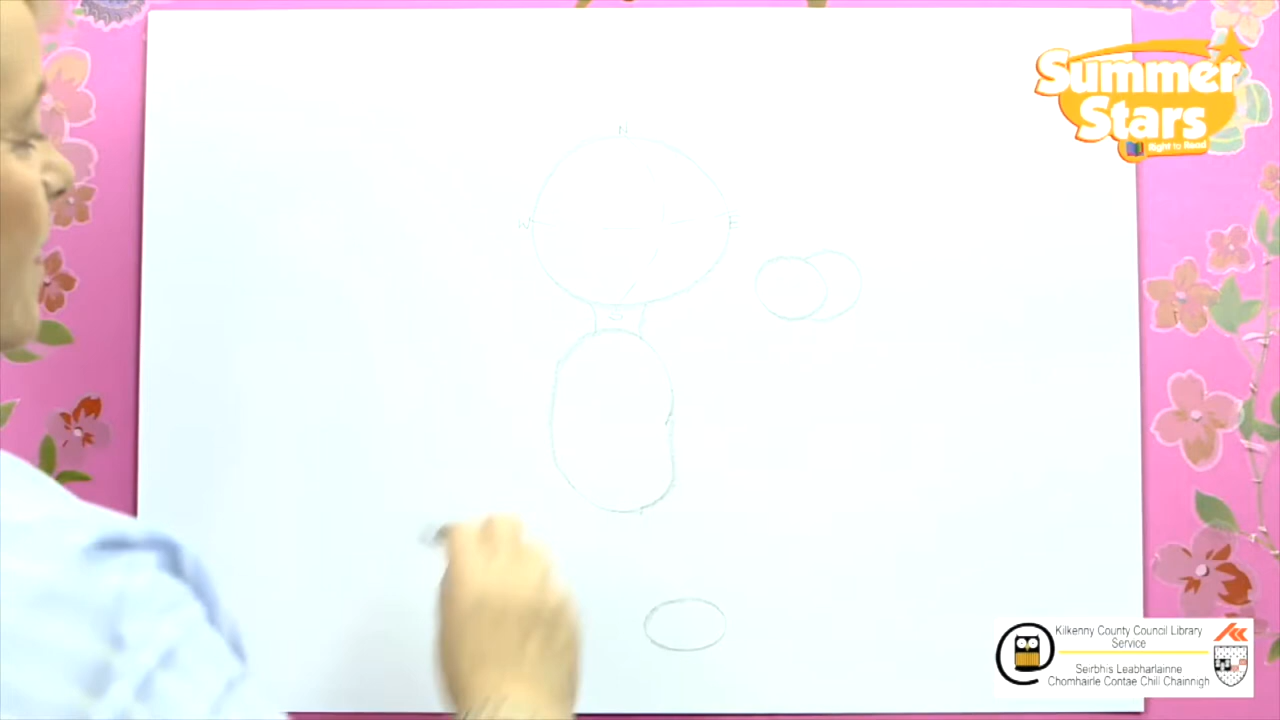 Summer
Stars
Right to Read
N
W
E
S
Kilkenny County Council Library
Service
Seirbhís Leabharlainne
Chomhairle Contae Chill Chainnigh